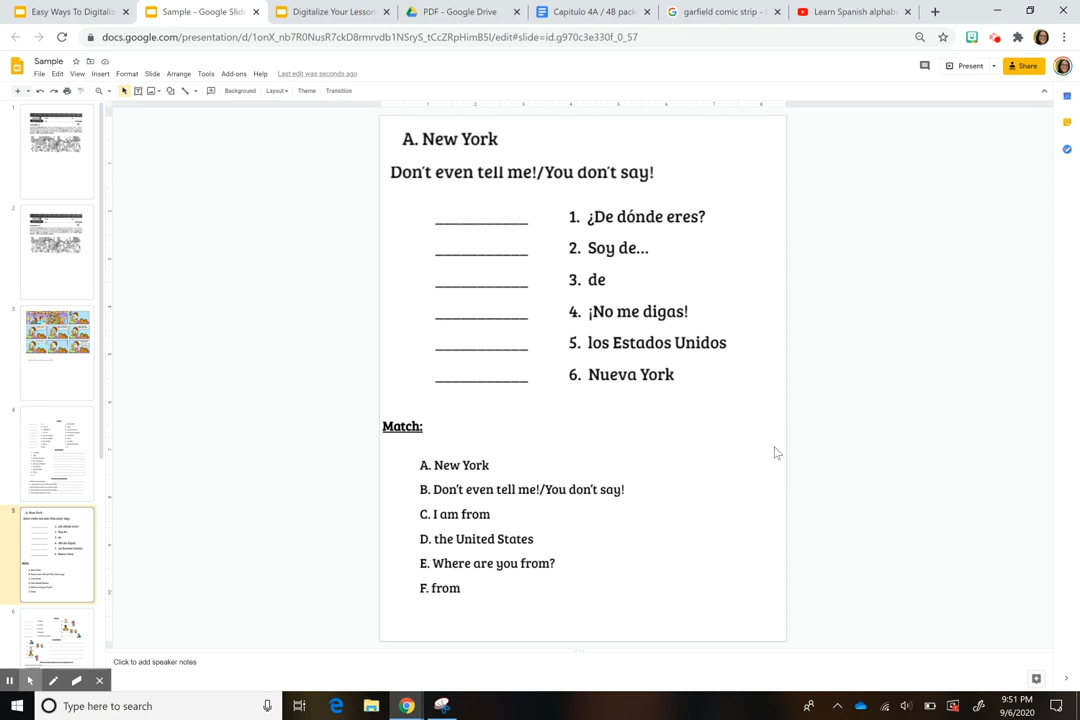 Easy Ways To Digitaliz
Sample - Google Slide
Digitalize Your Lesson
PDF - Google Drive
Capitulo 4A / 4B pack
garfield comic strip -
Learn Spanish alphab
docs.google.com/presentation/d/1onX_nb7R0NusR7ckD8rmrvdb1NSryS_tCcZRpHimB5I/edit#slide=id.g970c3e330f_0_57
Sample
File Edit View Insert Format Slide Arrange Tools Add-ons Help Last edit was seconds ago
Present
Share
Background Layout Theme Transition
A. New York
Don't even tell me!/You don't say!
___________ 1. ¿De dónde eres?
___________ 2. Soy de...
___________ 3. de
___________ 4. ¡No me digas!
___________ 5. los Estados Unidos
___________ 6. Nueva York
Match:
A. New York
B. Don't even tell me!/You don't say!
C. I am from
D. the United States
E. Where are you from?
F. from
Click to add speaker notes
Type here to search
9:51 PM
9/6/2020